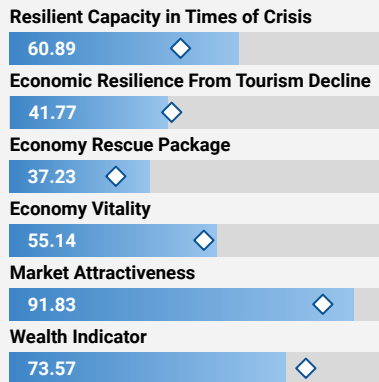 Resilient Capacity in Times of Crisis
60.89
Economic Resilience From Tourism Decline
41.77
Economy Rescue Package
37.23
Economy Vitality
55.14
Market Attractiveness
91.83
Wealth Indicator
73.57